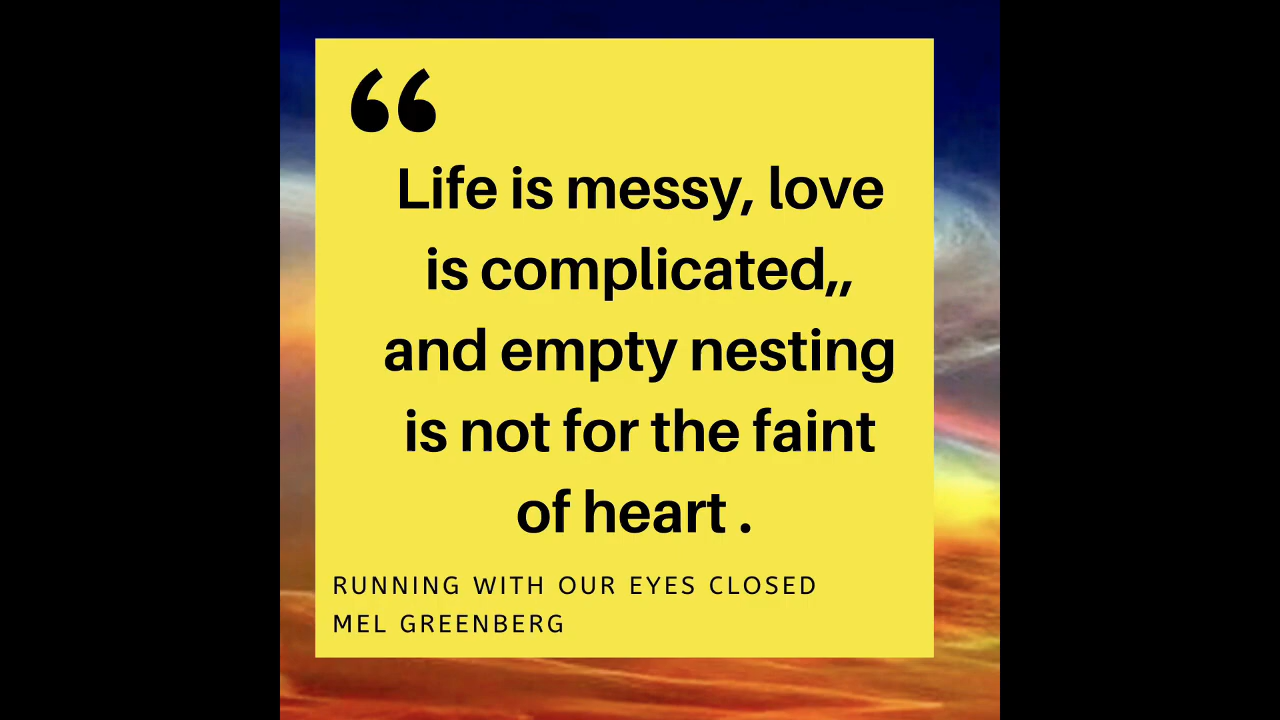 “
Life is messy, love
is complicated,,
and empty nesting
is not for the faint
of heart .
RUNNING WITH OUR EYES CLOSED
MEL GREENBERG